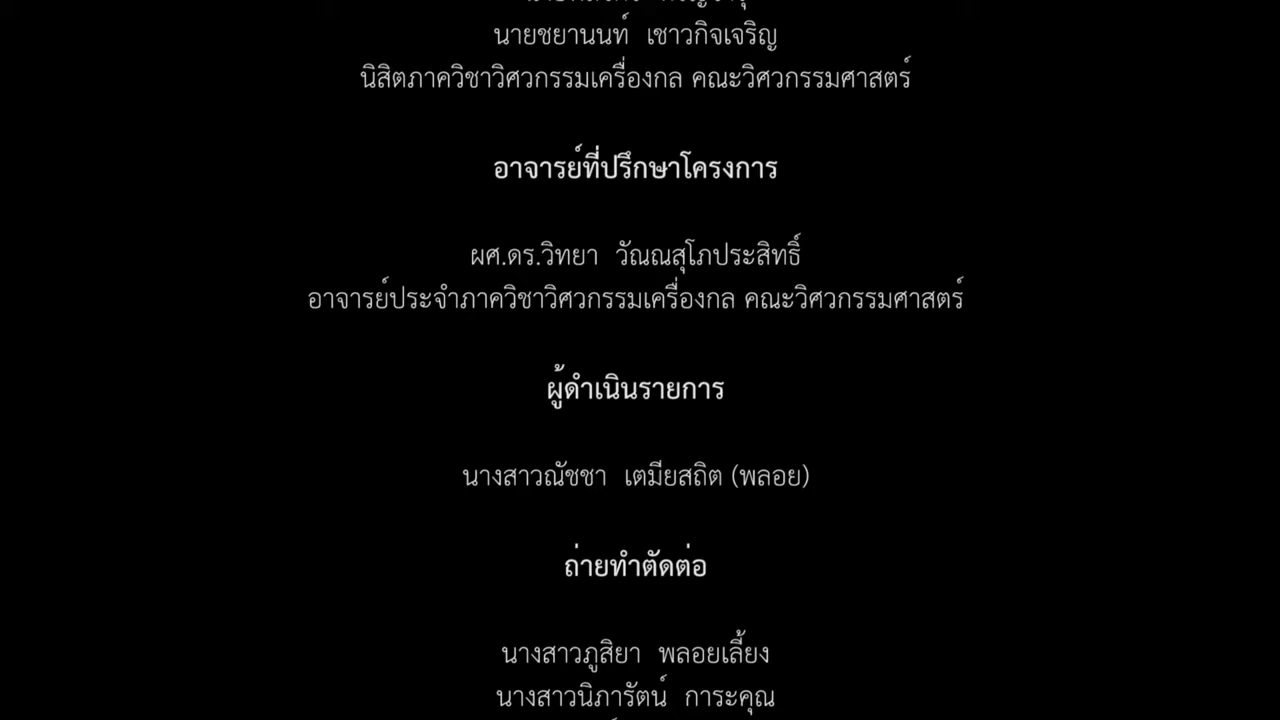 นายชยานนท์ เชาวกิจเจริญ
นิสิตภาควิชาวิศวกรรมเครื่องกล คณะวิศวกรรมศาสตร์
อาจารย์ที่ปรึกษาโครงการ
ผศ.ดร.วิทยา วัณณสุโภประสิทธิ์
อาจารย์ประจำภาควิชาวิศวกรรมเครื่องกล คณะวิศวกรรมศาสตร์
ผู้ดำเนินรายการ
นางสาวณัชชา เตมียสถิต (พลอย)
ถ่ายทำตัดต่อ
นางสาวภูสิยา พลอยเลี้ยง
นางสาวนิภารัตน์ การะคุณ